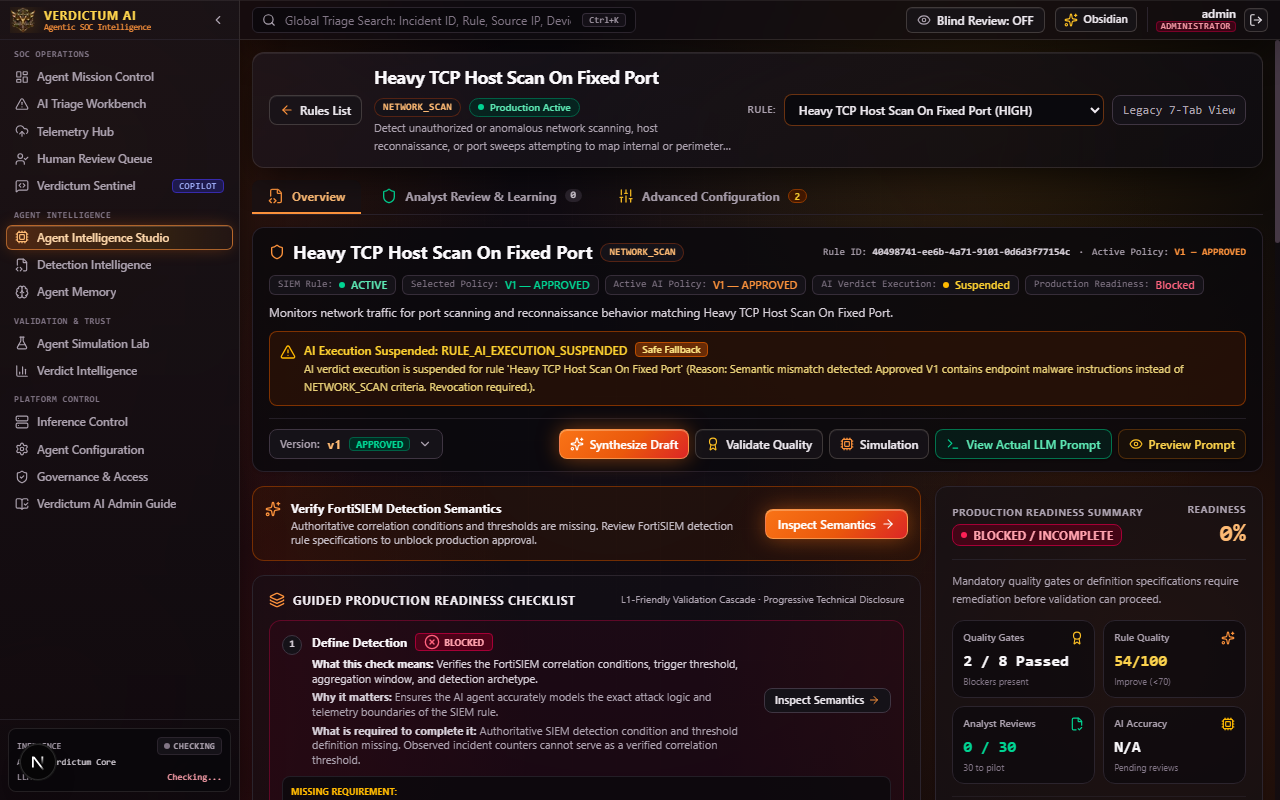 VERDICTUM AI
Agentic SOC Intelligence
SOC OPERATIONS
Agent Mission Control
AI Triage Workbench
Telemetry Hub
Human Review Queue
Verdictum Sentinel
COPILOT
AGENT INTELLIGENCE
Agent Intelligence Studio
Detection Intelligence
Agent Memory
VALIDATION & TRUST
Agent Simulation Lab
Verdict Intelligence
PLATFORM CONTROL
Inference Control
Agent Configuration
Governance & Access
Verdictum AI Admin Guide
CHECKING
N
rdictum Core
Checking...
Global Triage Search: Incident ID, Rule, Source IP, Devi
Ctrl+K
Blind Review: OFF
Obsidian
admin
ADMINISTRATOR
Rules List
Heavy TCP Host Scan On Fixed Port
NETWORK_SCAN
Production Active
Detect unauthorized or anomalous network scanning, host
reconnaissance, or port sweeps attempting to map internal or perimeter...
RULE:
Heavy TCP Host Scan On Fixed Port (HIGH)
Legacy 7-Tab View
Overview
Analyst Review & Learning 0
Advanced Configuration 2
Heavy TCP Host Scan On Fixed Port
NETWORK_SCAN
Rule ID: 40498741-ee6b-4a71-9101-0d6d3f77154c · Active Policy: V1 — APPROVED
SIEM Rule: ACTIVE
Selected Policy: V1 — APPROVED
Active AI Policy: V1 — APPROVED
AI Verdict Execution: Suspended
Production Readiness: Blocked
Monitors network traffic for port scanning and reconnaissance behavior matching Heavy TCP Host Scan On Fixed Port.
AI Execution Suspended: RULE_AI_EXECUTION_SUSPENDED
Safe Fallback
AI verdict execution is suspended for rule 'Heavy TCP Host Scan On Fixed Port' (Reason: Semantic mismatch detected: Approved V1 contains endpoint malware instructions instead of
NETWORK_SCAN criteria. Revocation required.).
Version: v1 APPROVED
Synthesize Draft
Validate Quality
Simulation
View Actual LLM Prompt
Preview Prompt
Verify FortiSIEM Detection Semantics
Authoritative correlation conditions and thresholds are missing. Review FortiSIEM detection
rule specifications to unblock production approval.
Inspect Semantics
GUIDED PRODUCTION READINESS CHECKLIST
L1-Friendly Validation Cascade · Progressive Technical Disclosure
1
Define Detection
BLOCKED
What this check means: Verifies the FortiSIEM correlation conditions, trigger threshold,
aggregation window, and detection archetype.
Why it matters: Ensures the AI agent accurately models the exact attack logic and
telemetry boundaries of the SIEM rule.
What is required to complete it: Authoritative SIEM detection condition and threshold
definition missing. Observed incident counters cannot serve as a verified correlation
threshold.
Inspect Semantics
MISSING REQUIREMENT:
PRODUCTION READINESS SUMMARY
BLOCKED / INCOMPLETE
READINESS
0%
Mandatory quality gates or definition specifications require
remediation before validation can proceed.
Quality Gates
2 / 8 Passed
Blockers present
Rule Quality
54/100
Improve (<70)
Analyst Reviews
0 / 30
30 to pilot
AI Accuracy
N/A
Pending reviews